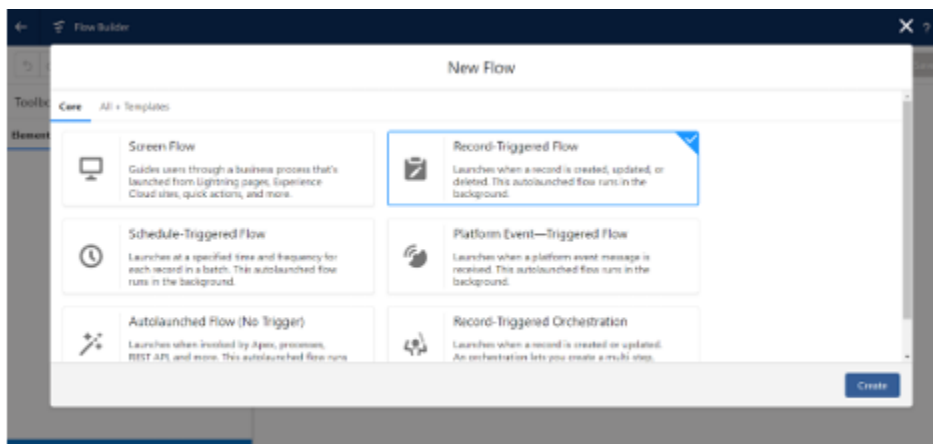 Flow Builder
?
New Flow
Toolbo
Core All + Templates
Element
Screen Flow
Guides users through a business process that's
launched from Lightning pages, Experience
Cloud sites, quick actions, and more.
Record-Triggered Flow
Launches when a record is created, updated, or
deleted. This autolaunched flow runs in the
background.
Schedule-Triggered Flow
Launches at a specified time and frequency for
each record in a batch. This autolaunched flow
runs in the background.
Platform Event—Triggered Flow
Launches when a platform event message is
received. This autolaunched flow runs in the
background.
Autolaunched Flow (No Trigger)
Launches when invoked by Apex, processes,
REST API, and more. This autolaunched flow runs
Record-Triggered Orchestration
Launches when a record is created or updated.
An orchestration lets you create a multi-step,
Create